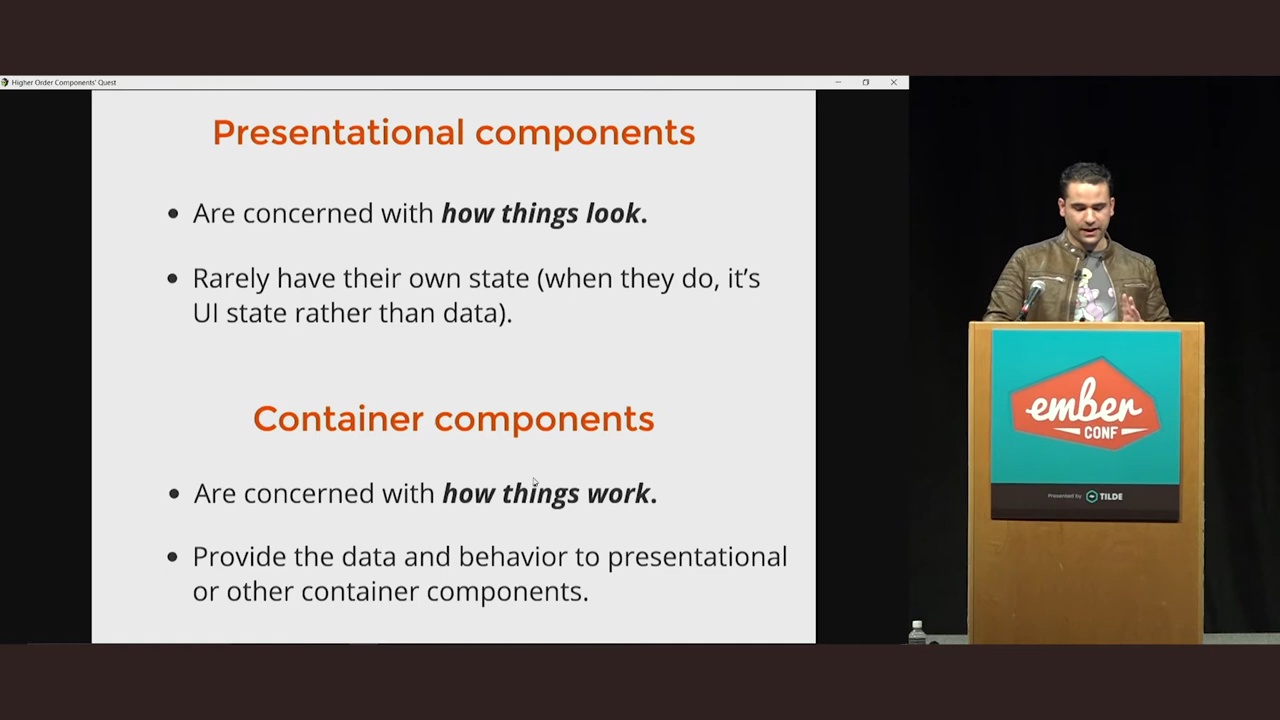 Higher Order Components' Quest
Presentational components
• Are concerned with how things look.
• Rarely have their own state (when they do, it's
UI state rather than data).
Container components
• Are concerned with how things work.
• Provide the data and behavior to presentational
or other container components.
ember
CONF
Presented by TILDE